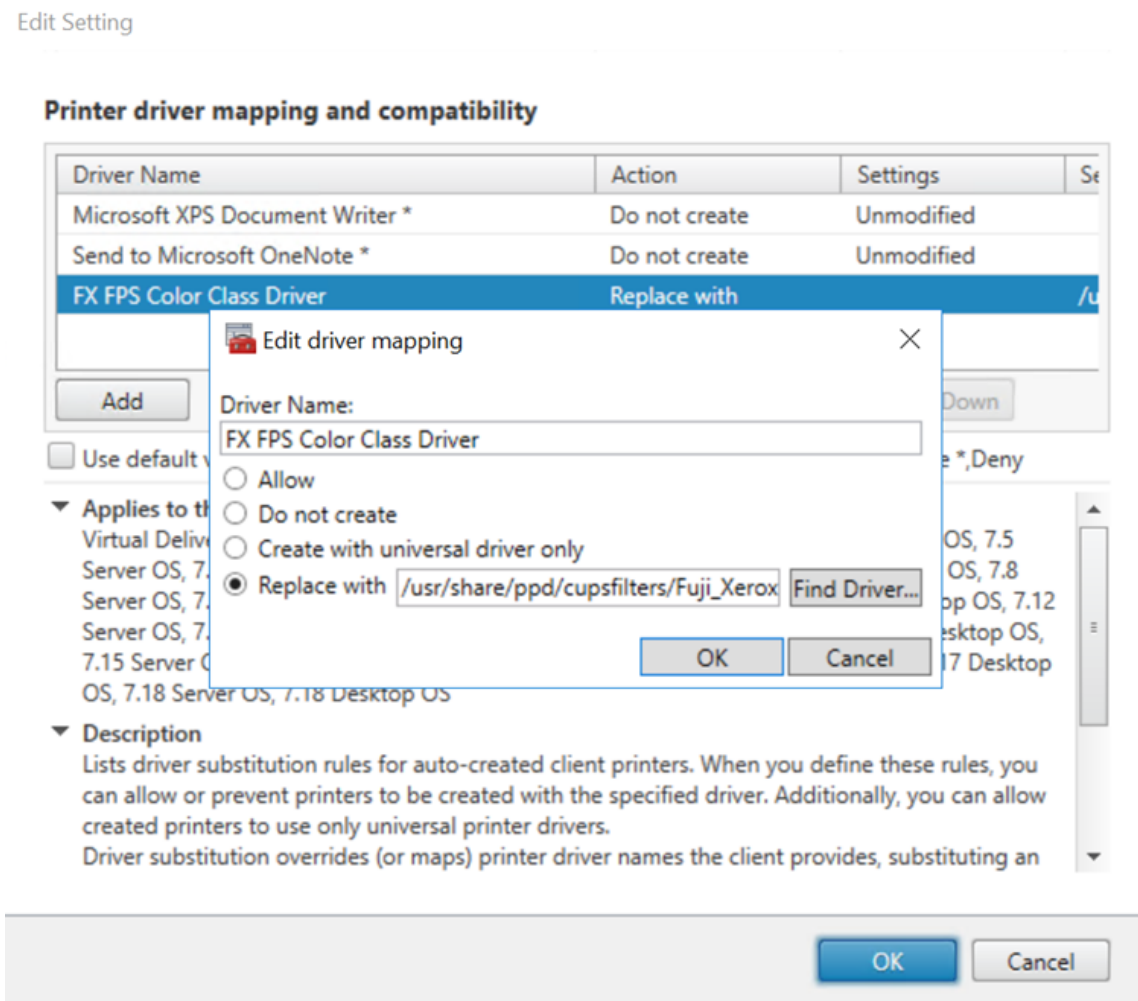 Edit Setting
Printer driver mapping and compatibility
Driver Name Action Settings
Microsoft XPS Document Writer * Do not create Unmodified
Send to Microsoft OneNote * Do not create Unmodified
FX FPS Color Class Driver Replace with /u
Edit driver mapping
Add Down
Driver Name:
FX FPS Color Class Driver
Use default *,Deny
Allow
Applies to
Do not create
Virtual OS, 7.5
Create with universal driver only
Server OS, 7. OS, 7.8
Replace with /usr/share/ppd/cupsfilters/Fuji_Xerox Find Driver...
Server OS, 7. OS, 7.12
Server OS, 7. OS,
OK Cancel
7.15 Server Desktop
OS, 7.18 Server OS, 7.18 Desktop OS
Description
Lists driver substitution rules for auto-created client printers. When you define these rules, you
can allow or prevent printers to be created with the specified driver. Additionally, you can allow
created printers to use only universal printer drivers.
Driver substitution overrides (or maps) printer driver names the client provides, substituting an
OK Cancel